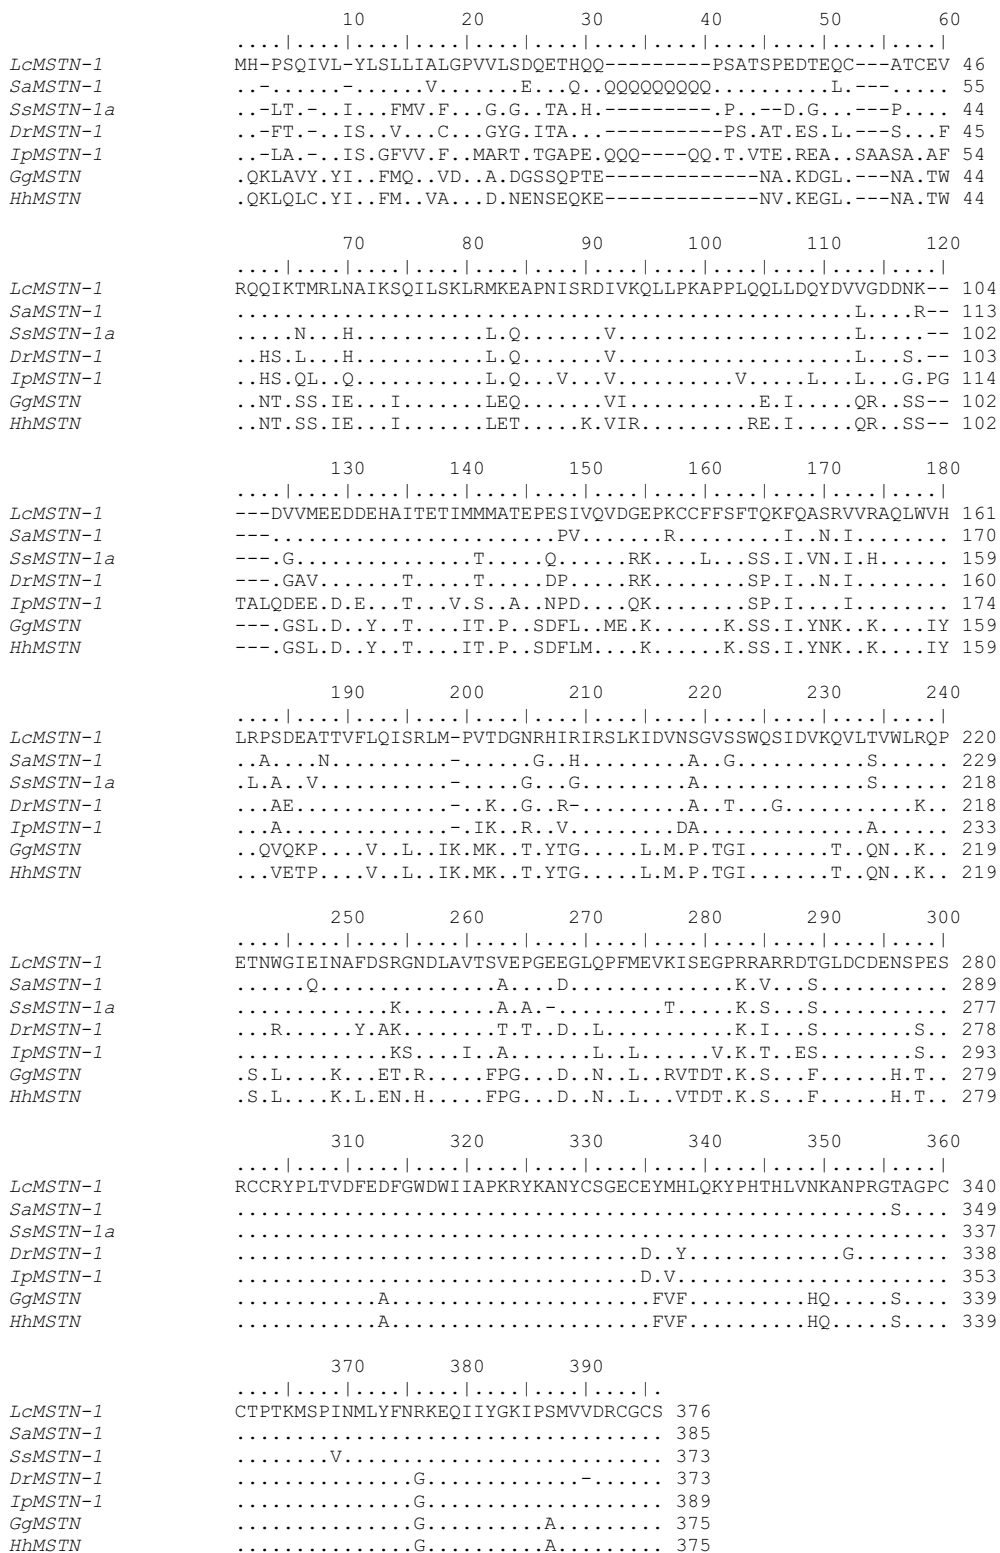 10 20 30 40 50 60
....|....|....|....|....|....|....|....|....|....|....|....|
LcMSTN-1 MH-PSQIVL-YLSLLIALGPVVLSDQETHQQ---------PSATSPEDTEQC---ATCEV 46
SaMSTN-1 ..-......-......V.......E...Q..QQQQQQQQQ..........L.---..... 55
SsMSTN-1a ..-LT.-..I...FMV.F...G.G..TA.H.---------.P...--D.G...---P.... 44
DrMSTN-1 ..-FT.-..IS..V...C...GYG.ITA...----------PS.AT.ES.L.---S...F 45
IpMSTN-1 ..-LA.-..IS.GFVV.F..MART.TGAPE.QQQ----QQ.T.VTE.REA..SAASA.AF 54
GgMSTN .QKLAVY.YI..FMQ..VD..A.DGSSQPTE-------------NA.KDGL.---NA.TW 44
HhMSTN .QKLQLC.YI..FM..VA...D.NENSEQKE-------------NV.KEGL.---NA.TW 44
70 80 90 100 110 120
....|....|....|....|....|....|....|....|....|....|....|....|
LcMSTN-1 RQQIKTMRLNAIKSQILSKLRMKEAPNISRDIVKQLLPKAPPLQQLLDQYDVVGDDNK-- 104
SaMSTN-1 ....................................................L....R-- 113
SsMSTN-1a .....N...H...........L.Q.......V....................L.....-- 102
DrMSTN-1 ..HS.L...H...........L.Q.......V....................L...S.-- 103
IpMSTN-1 ..HS.QL..Q...........L.Q...V...V..........V.....L...L...G.PG 114
GgMSTN ..NT.SS.IE...I.......LEQ.......VI...........E.I.....QR..SS-- 102
HhMSTN ..NT.SS.IE...I.......LET.....K.VIR..........RE.I.....QR..SS-- 102
130 140 150 160 170 180
....|....|....|....|....|....|....|....|....|....|....|....|
LcMSTN-1 ---DVVMEEDDEHAITETIMMMATEPESIVQVDGEPKCCFFSFTQKFQASRVVRAQLWVH 161
SaMSTN-1 ---........................PV.......R.........I..N.I........ 170
SsMSTN-1a ---.G...............T.....Q......RK....L...SS.I.VN.I.H...... 159
DrMSTN-1 ---.GAV.......T.....T.....DP.....RK........SP.I..N.I........ 160
IpMSTN-1 TALQDEE.D.E...T...V.S..A..NPD....QK........SP.I....I........ 174
GgMSTN ---.GSL.D..Y..T....IT.P..SDFL..ME.K......K.SS.I.YNK..K....IY 159
HhMSTN ---.GSL.D..Y..T....IT.P..SDFLM....K......K.SS.I.YNK..K....IY 159
190 200 210 220 230 240
....|....|....|....|....|....|....|....|....|....|....|....|
LcMSTN-1 LRPSDEATTVFLQISRLM-PVTDGNRHIRIRSLKIDVNSGVSSWQSIDVKQVLTVWLRQP 220
SaMSTN-1 ..A....N..........-......G..H.........A..G...........S...... 229
SsMSTN-1a .L.A..V...........-.....G...G.........A..............S...... 218
DrMSTN-1 ...AE.............-..K..G..R-.........A..T...G...........K.. 218
IpMSTN-1 ...A..............-.IK..R..V.........DA..............A...... 233
GgMSTN ..QVQKP....V..L..IK.MK..T.YTG.....L.M.P.TGI.......T..QN..K.. 219
HhMSTN ...VETP....V..L..IK.MK..T.YTG.....L.M.P.TGI.......T..QN..K.. 219
250 260 270 280 290 300
....|....|....|....|....|....|....|....|....|....|....|....|
LcMSTN-1 ETNWGIEINAFDSRGNDLAVTSVEPGEEGLQPFMEVKISEGPRRARRDTGLDCDENSPES 280
SaMSTN-1 ......Q...............A....D..............K.V...S........... 289
SsMSTN-1a .............K........A.A.-.........T.....K.S...S........... 277
DrMSTN-1 ...R......Y.AK........T.T..D..L...........K.I...S........S.. 278
IpMSTN-1 .............KS....I..A.......L..L......V.K.T..ES........S.. 293
GgMSTN .S.L....K...ET.R.....FPG...D..N..L..RVTDT.K.S...F......H.T.. 279
HhMSTN .S.L....K.L.EN.H.....FPG...D..N..L...VTDT.K.S...F......H.T.. 279
310 320 330 340 350 360
....|....|....|....|....|....|....|....|....|....|....|....|
LcMSTN-1 RCCRYPLTVDFEDFGWDWIIAPKRYKANYCSGECEYMHLQKYPHTHLVNKANPRGTAGPC 340
SaMSTN-1 .......................................................S.... 349
SsMSTN-1a ............................................................ 337
DrMSTN-1 ..................................D..Y.............G........ 338
IpMSTN-1 ..................................D.V....................... 353
GgMSTN ............A......................FVF..........HQ.....S.... 339
HhMSTN ............A......................FVF..........HQ.....S.... 339
370 380 390
....|....|....|....|....|....|....|.
LcMSTN-1 CTPTKMSPINMLYFNRKEQIIYGKIPSMVVDRCGCS 376
SaMSTN-1 .................................... 385
SsMSTN-1a ........V........................... 373
DrMSTN-1 ...............G.............-...... 373
IpMSTN-1 ...............G.................... 389
GgMSTN ...............G..........A......... 375
HhMSTN ...............G..........A......... 375